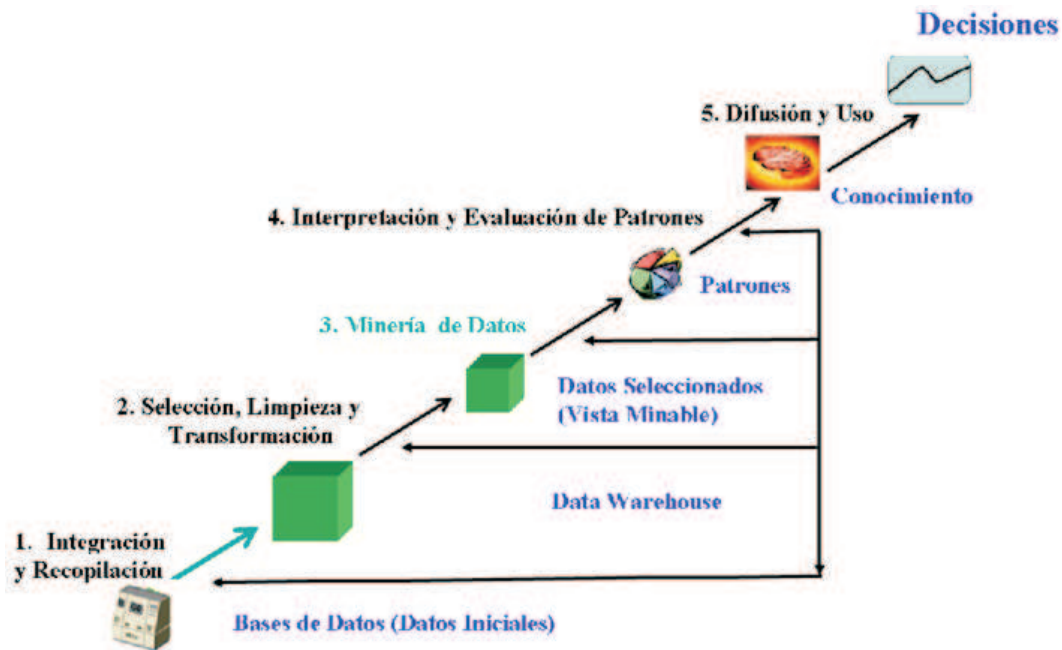 Decisiones
5. Difusión y Uso
Conocimiento
4. Interpretación y Evaluación de Patrones
Patrones
3. Minería de Datos
Datos Seleccionados
(Vista Minable)
2. Selección, Limpieza y
Transformación
Data Warehouse
1. Integración
y Recopilación
Bases de Datos (Datos Iniciales)